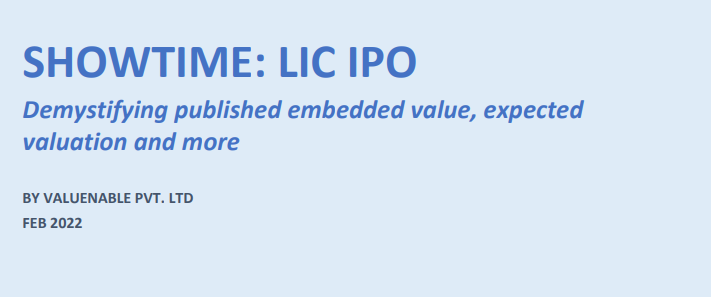 SHOWTIME: LIC IPO
Demystifying published embedded value, expected
valuation and more
BY VALUENABLE PVT. LTD
FEB 2022